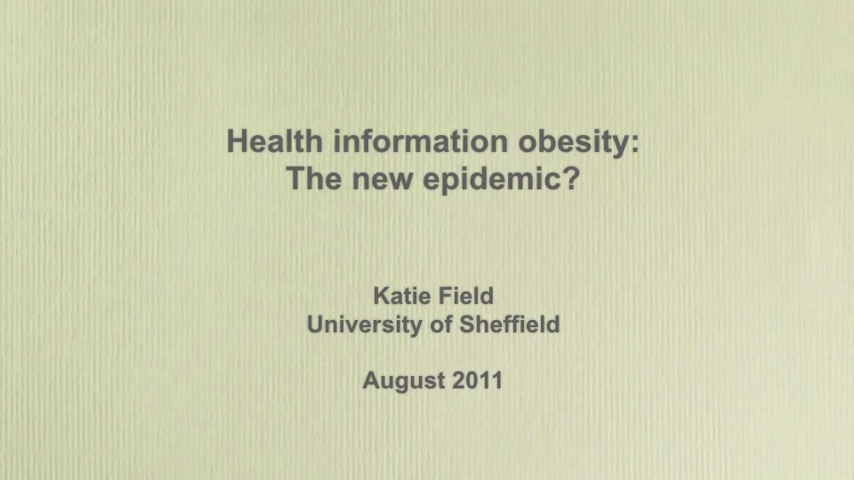 Health information obesity:
The new epidemic?
Katie Field
University of Sheffield
August 2011